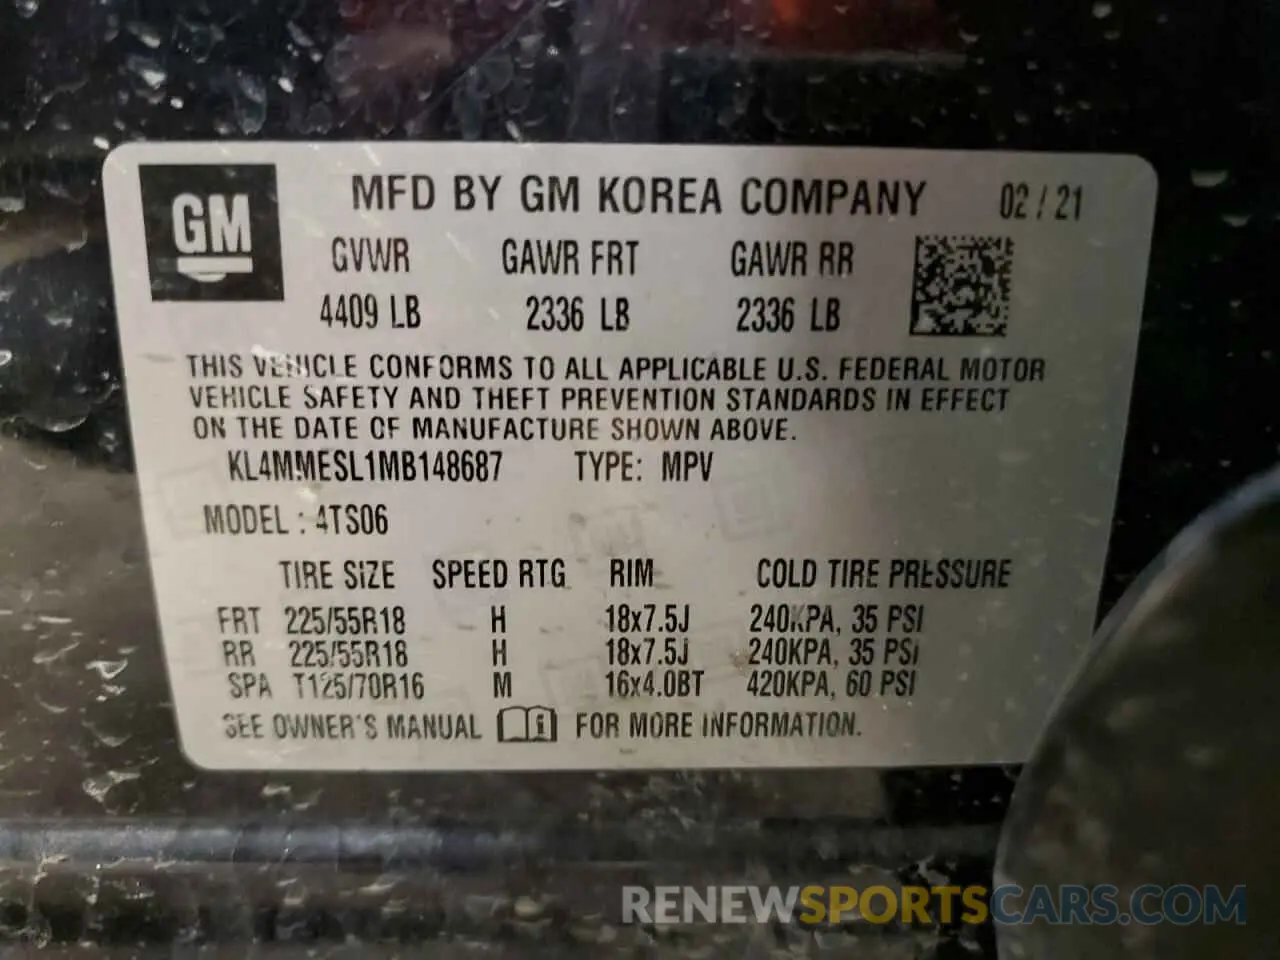 GM
MFD BY GM KOREA COMPANY 02/21
GVWR GAWR FRT GAWR RR
4409 LB 2336 LB 2336 LB
THIS VEHICLE CONFORMS TO ALL APPLICABLE U.S. FEDERAL MOTOR
VEHICLE SAFETY AND THEFT PREVENTION STANDARDS IN EFFECT
ON THE DATE OF MANUFACTURE SHOWN ABOVE.
KL4MMESL1MB148687 TYPE: MPV
MODEL : 4TS06
TIRE SIZE SPEED RTG RIM COLD TIRE PRESSURE
FRT 225/55R18 H 18x7.5J 240KPA, 35 PSI
RR 225/55R18 H 18x7.5J 240KPA, 35 PSI
SPA T125/70R16 M 16x4.0BT 420KPA, 60 PSI
SEE OWNER'S MANUAL i FOR MORE INFORMATION.
RENEWSPORTSCARS.COM